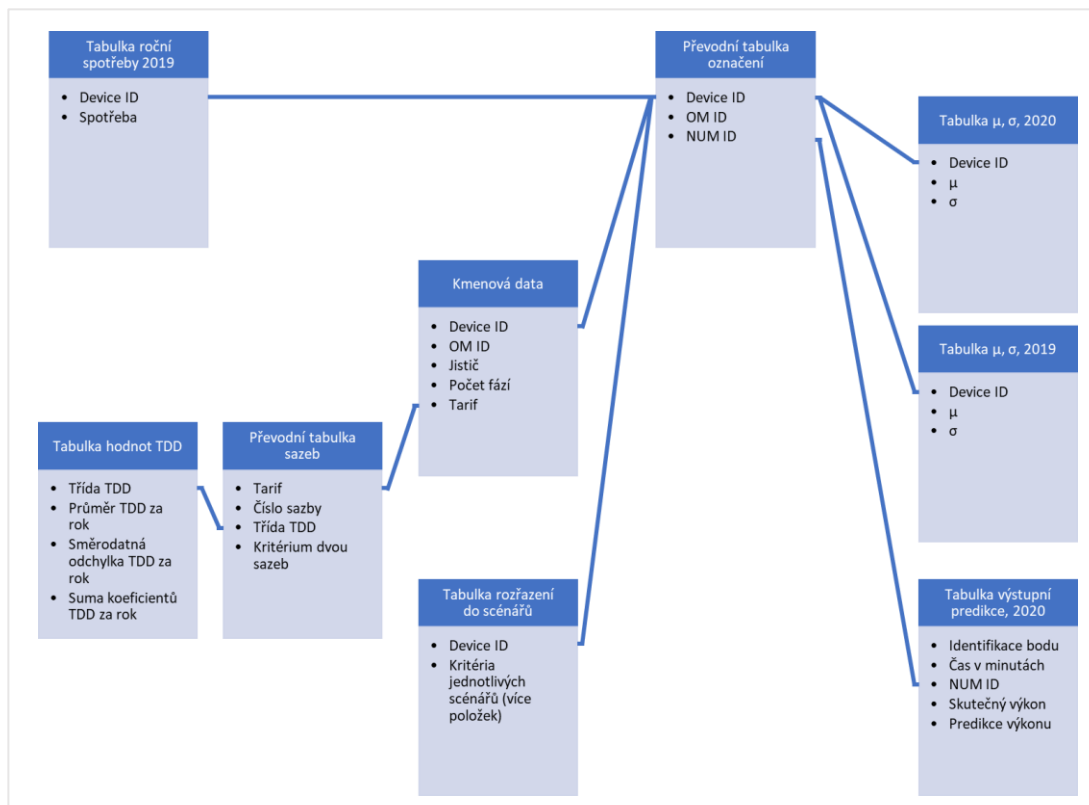 Tabulka roční
spotřeby 2019
• Device ID
• Spotřeba
Převodní tabulka
označení
• Device ID
• OM ID
• NUM ID
Tabulka μ, σ, 2020
• Device ID
• μ
• σ
Kmenová data
• Device ID
• OM ID
• Jistič
• Počet fází
• Tarif
Tabulka μ, σ, 2019
• Device ID
• μ
• σ
Tabulka hodnot TDD
• Třída TDD
• Průměr TDD za
rok
• Směrodatná
odchylka TDD za
rok
• Suma koeficientů
TDD za rok
Převodní tabulka
sazeb
• Tarif
• Číslo sazby
• Třída TDD
• Kritérium dvou
sazeb
Tabulka rozřazení
do scénářů
• Device ID
• Kritéria
jednotlivých
scénářů (více
položek)
Tabulka výstupní
predikce, 2020
• Identifikace bodu
• Čas v minutách
• NUM ID
• Skutečný výkon
• Predikce výkonu